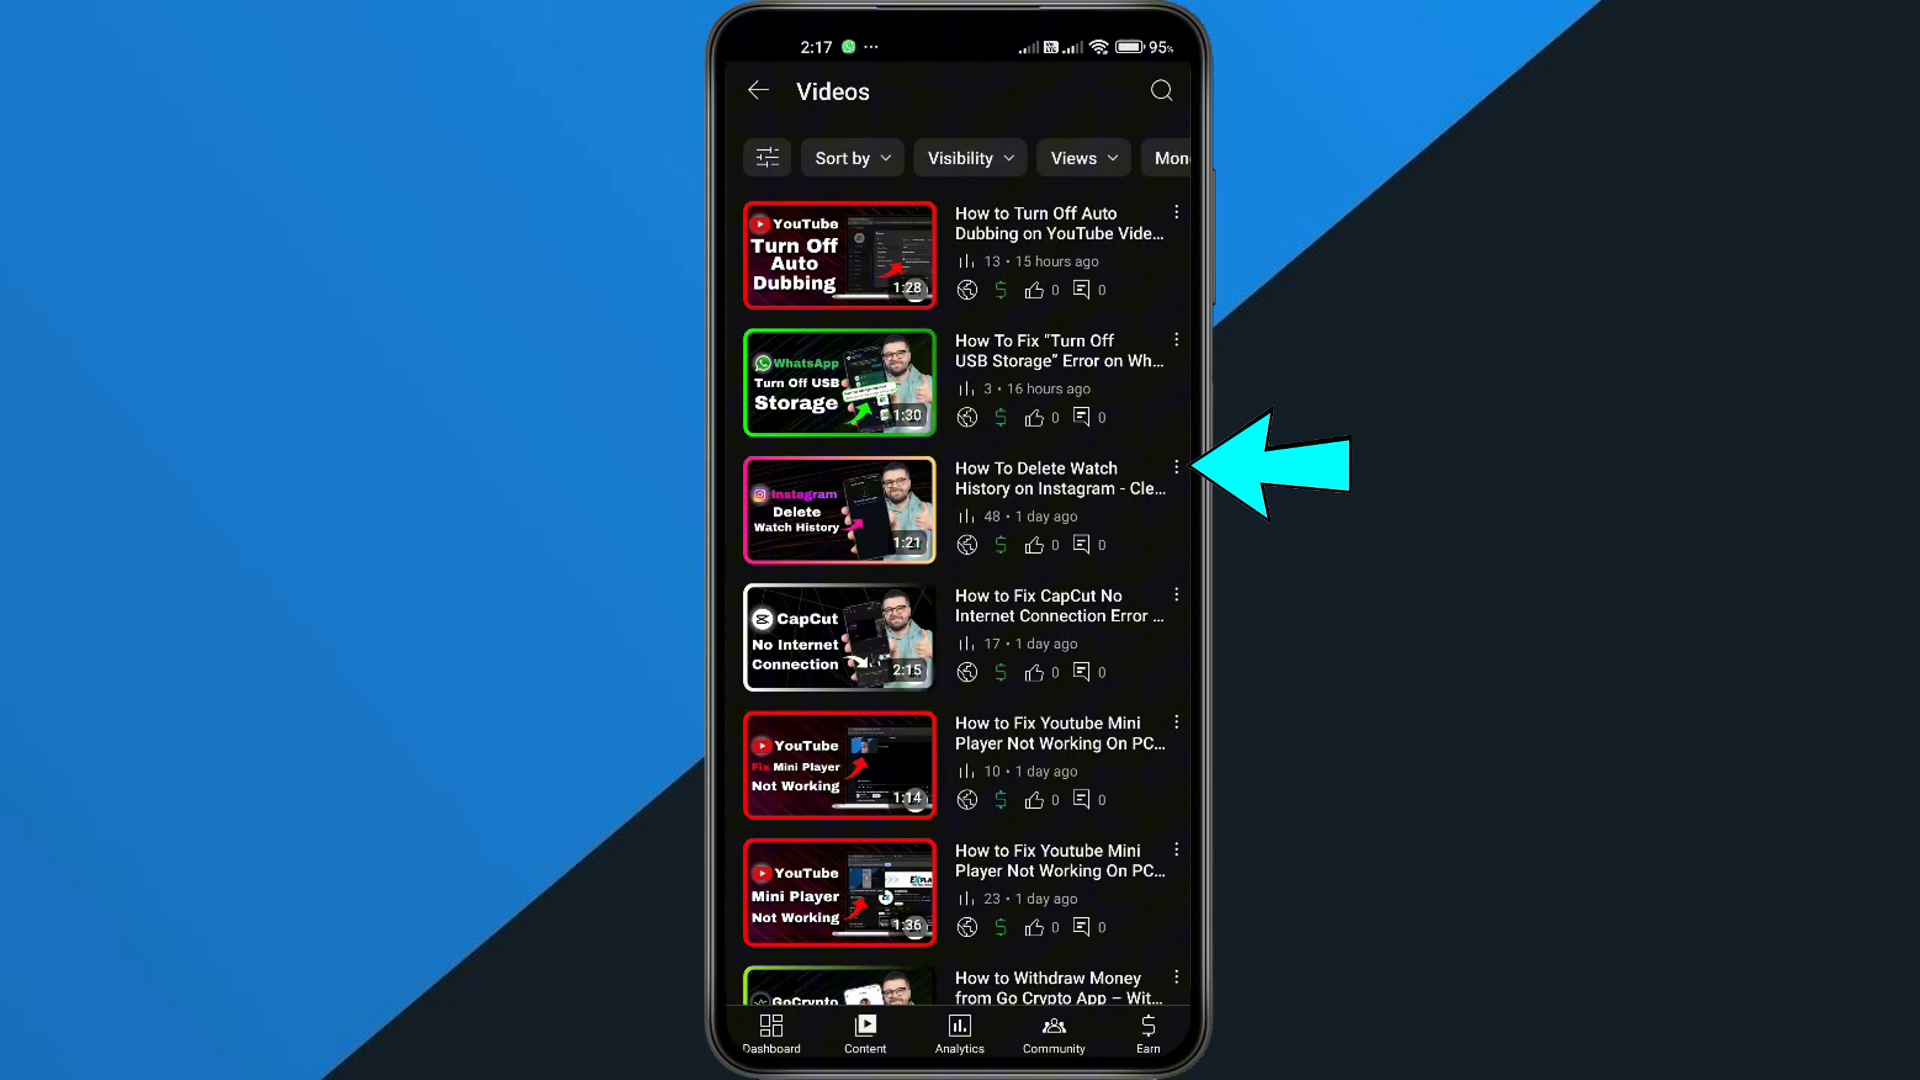 2:17 ··· 95%
Videos
Sort by Visibility Views Mon
YouTube
Turn Off
Auto
Dubbing
1:28
How to Turn Off Auto
Dubbing on YouTube Vide...
13 • 15 hours ago
0 0
WhatsApp
Turn Off USB
Storage
1:30
How To Fix "Turn Off
USB Storage" Error on Wh...
3 • 16 hours ago
0 0
Instagram
Delete
Watch History
1:21
How To Delete Watch
History on Instagram - Cle...
48 • 1 day ago
0 0
CapCut
No Internet
Connection
2:15
How to Fix CapCut No
Internet Connection Error ...
17 • 1 day ago
0 0
YouTube
Fix Mini Player
Not Working
1:14
How to Fix Youtube Mini
Player Not Working On PC...
10 • 1 day ago
0 0
YouTube
Mini Player
Not Working
1:36
How to Fix Youtube Mini
Player Not Working On PC...
23 • 1 day ago
0 0
GoCrypto
How to Withdraw Money
from Go Crypto App – Wit...
Dashboard Content Analytics Community Earn